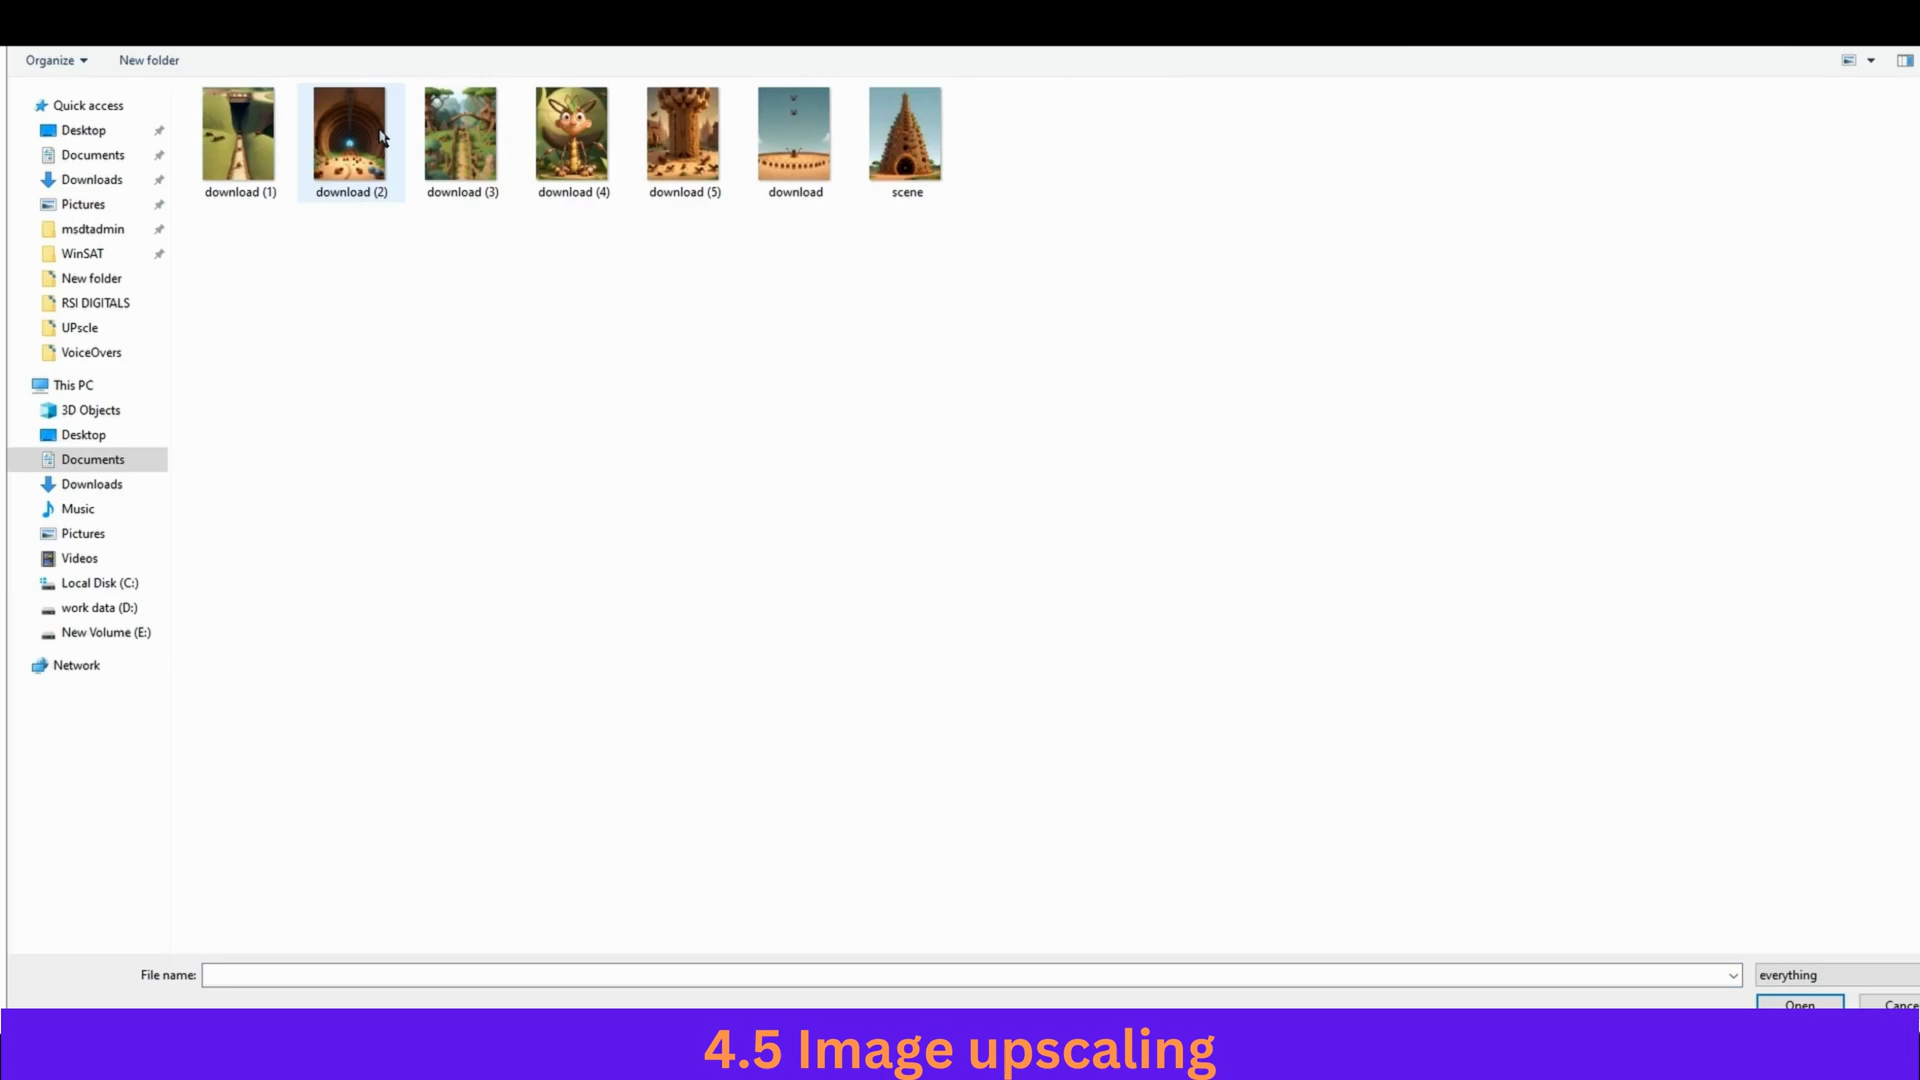 Organize
New folder
Quick access
Desktop
Documents
Downloads
Pictures
msdtadmin
WinSAT
New folder
RSI DIGITALS
UPscle
VoiceOvers
This PC
3D Objects
Desktop
Documents
Downloads
Music
Pictures
Videos
Local Disk (C:)
work data (D:)
New Volume (E:)
Network
download (1)
download (2)
download (3)
download (4)
download (5)
download
scene
File name:
everything
Open
Cance
4.5 Image upscaling